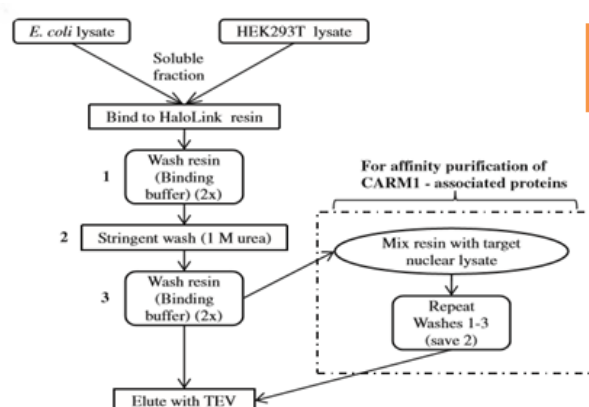 E. coli lysate
HEK293T lysate
Soluble
fraction
Bind to HaloLink resin
1
Wash resin
(Binding
buffer) (2x)
2
Stringent wash (1 M urea)
3
Wash resin
(Binding
buffer) (2x)
For affinity purification of
CARM1 - associated proteins
Mix resin with target
nuclear lysate
Repeat
Washes 1-3
(save 2)
Elute with TEV